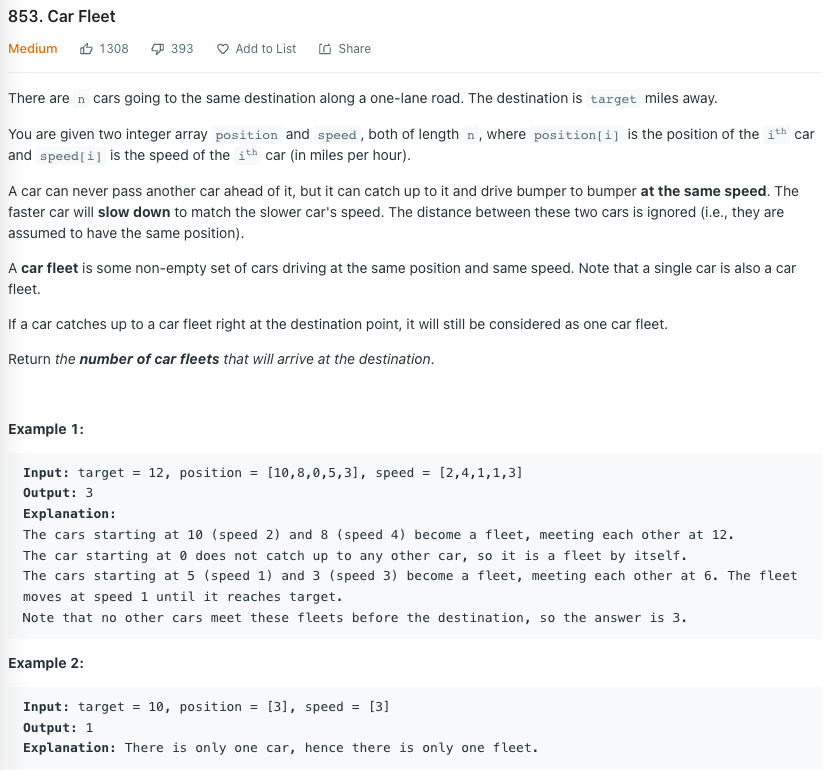 853. Car Fleet
Medium 1308 393 Add to List Share
There are n cars going to the same destination along a one-lane road. The destination is target miles away.
You are given two integer array position and speed, both of length n, where position[i] is the position of the ith car
and speed[i] is the speed of the ith car (in miles per hour).
A car can never pass another car ahead of it, but it can catch up to it and drive bumper to bumper at the same speed. The
faster car will slow down to match the slower car's speed. The distance between these two cars is ignored (i.e., they are
assumed to have the same position).
A car fleet is some non-empty set of cars driving at the same position and same speed. Note that a single car is also a car
fleet.
If a car catches up to a car fleet right at the destination point, it will still be considered as one car fleet.
Return the number of car fleets that will arrive at the destination.
Example 1:
Input: target = 12, position = [10,8,0,5,3], speed = [2,4,1,1,3]
Output: 3
Explanation:
The cars starting at 10 (speed 2) and 8 (speed 4) become a fleet, meeting each other at 12.
The car starting at 0 does not catch up to any other car, so it is a fleet by itself.
The cars starting at 5 (speed 1) and 3 (speed 3) become a fleet, meeting each other at 6. The fleet
moves at speed 1 until it reaches target.
Note that no other cars meet these fleets before the destination, so the answer is 3.
Example 2:
Input: target = 10, position = [3], speed = [3]
Output: 1
Explanation: There is only one car, hence there is only one fleet.